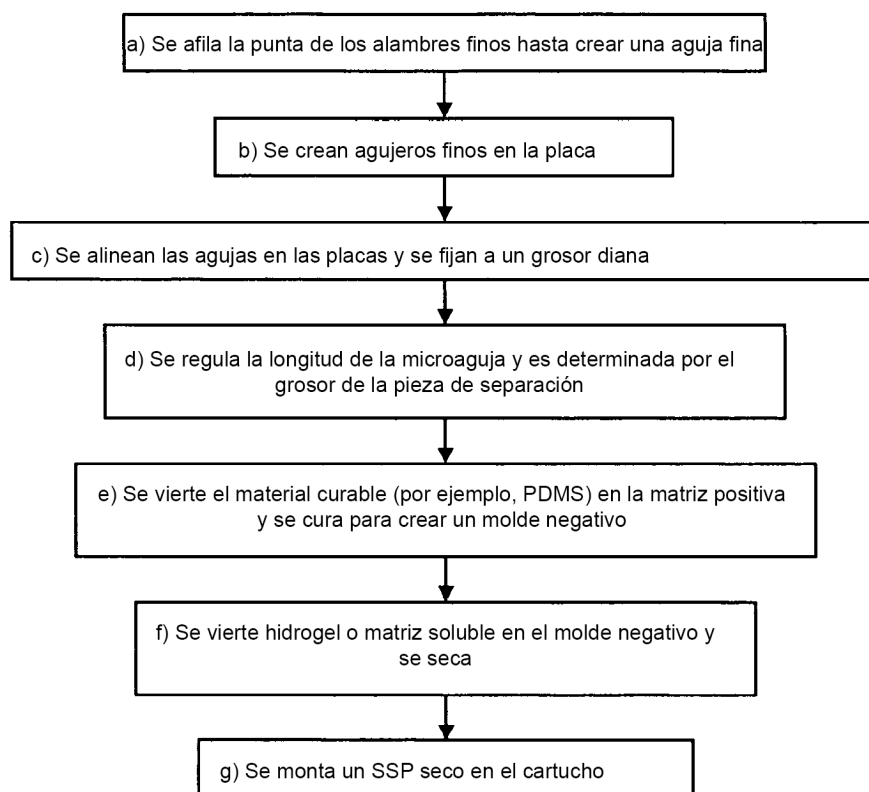 a) Se afila la punta de los alambres finos hasta crear una aguja fina
b) Se crean agujeros finos en la placa
c) Se alinean las agujas en las placas y se fijan a un grosor diana
d) Se regula la longitud de la microaguja y es determinada por el
grosor de la pieza de separación
e) Se vierte el material curable (por ejemplo, PDMS) en la matriz positiva
y se cura para crear un molde negativo
f) Se vierte hidrogel o matriz soluble en el molde negativo y
se seca
g) Se monta un SSP seco en el cartucho